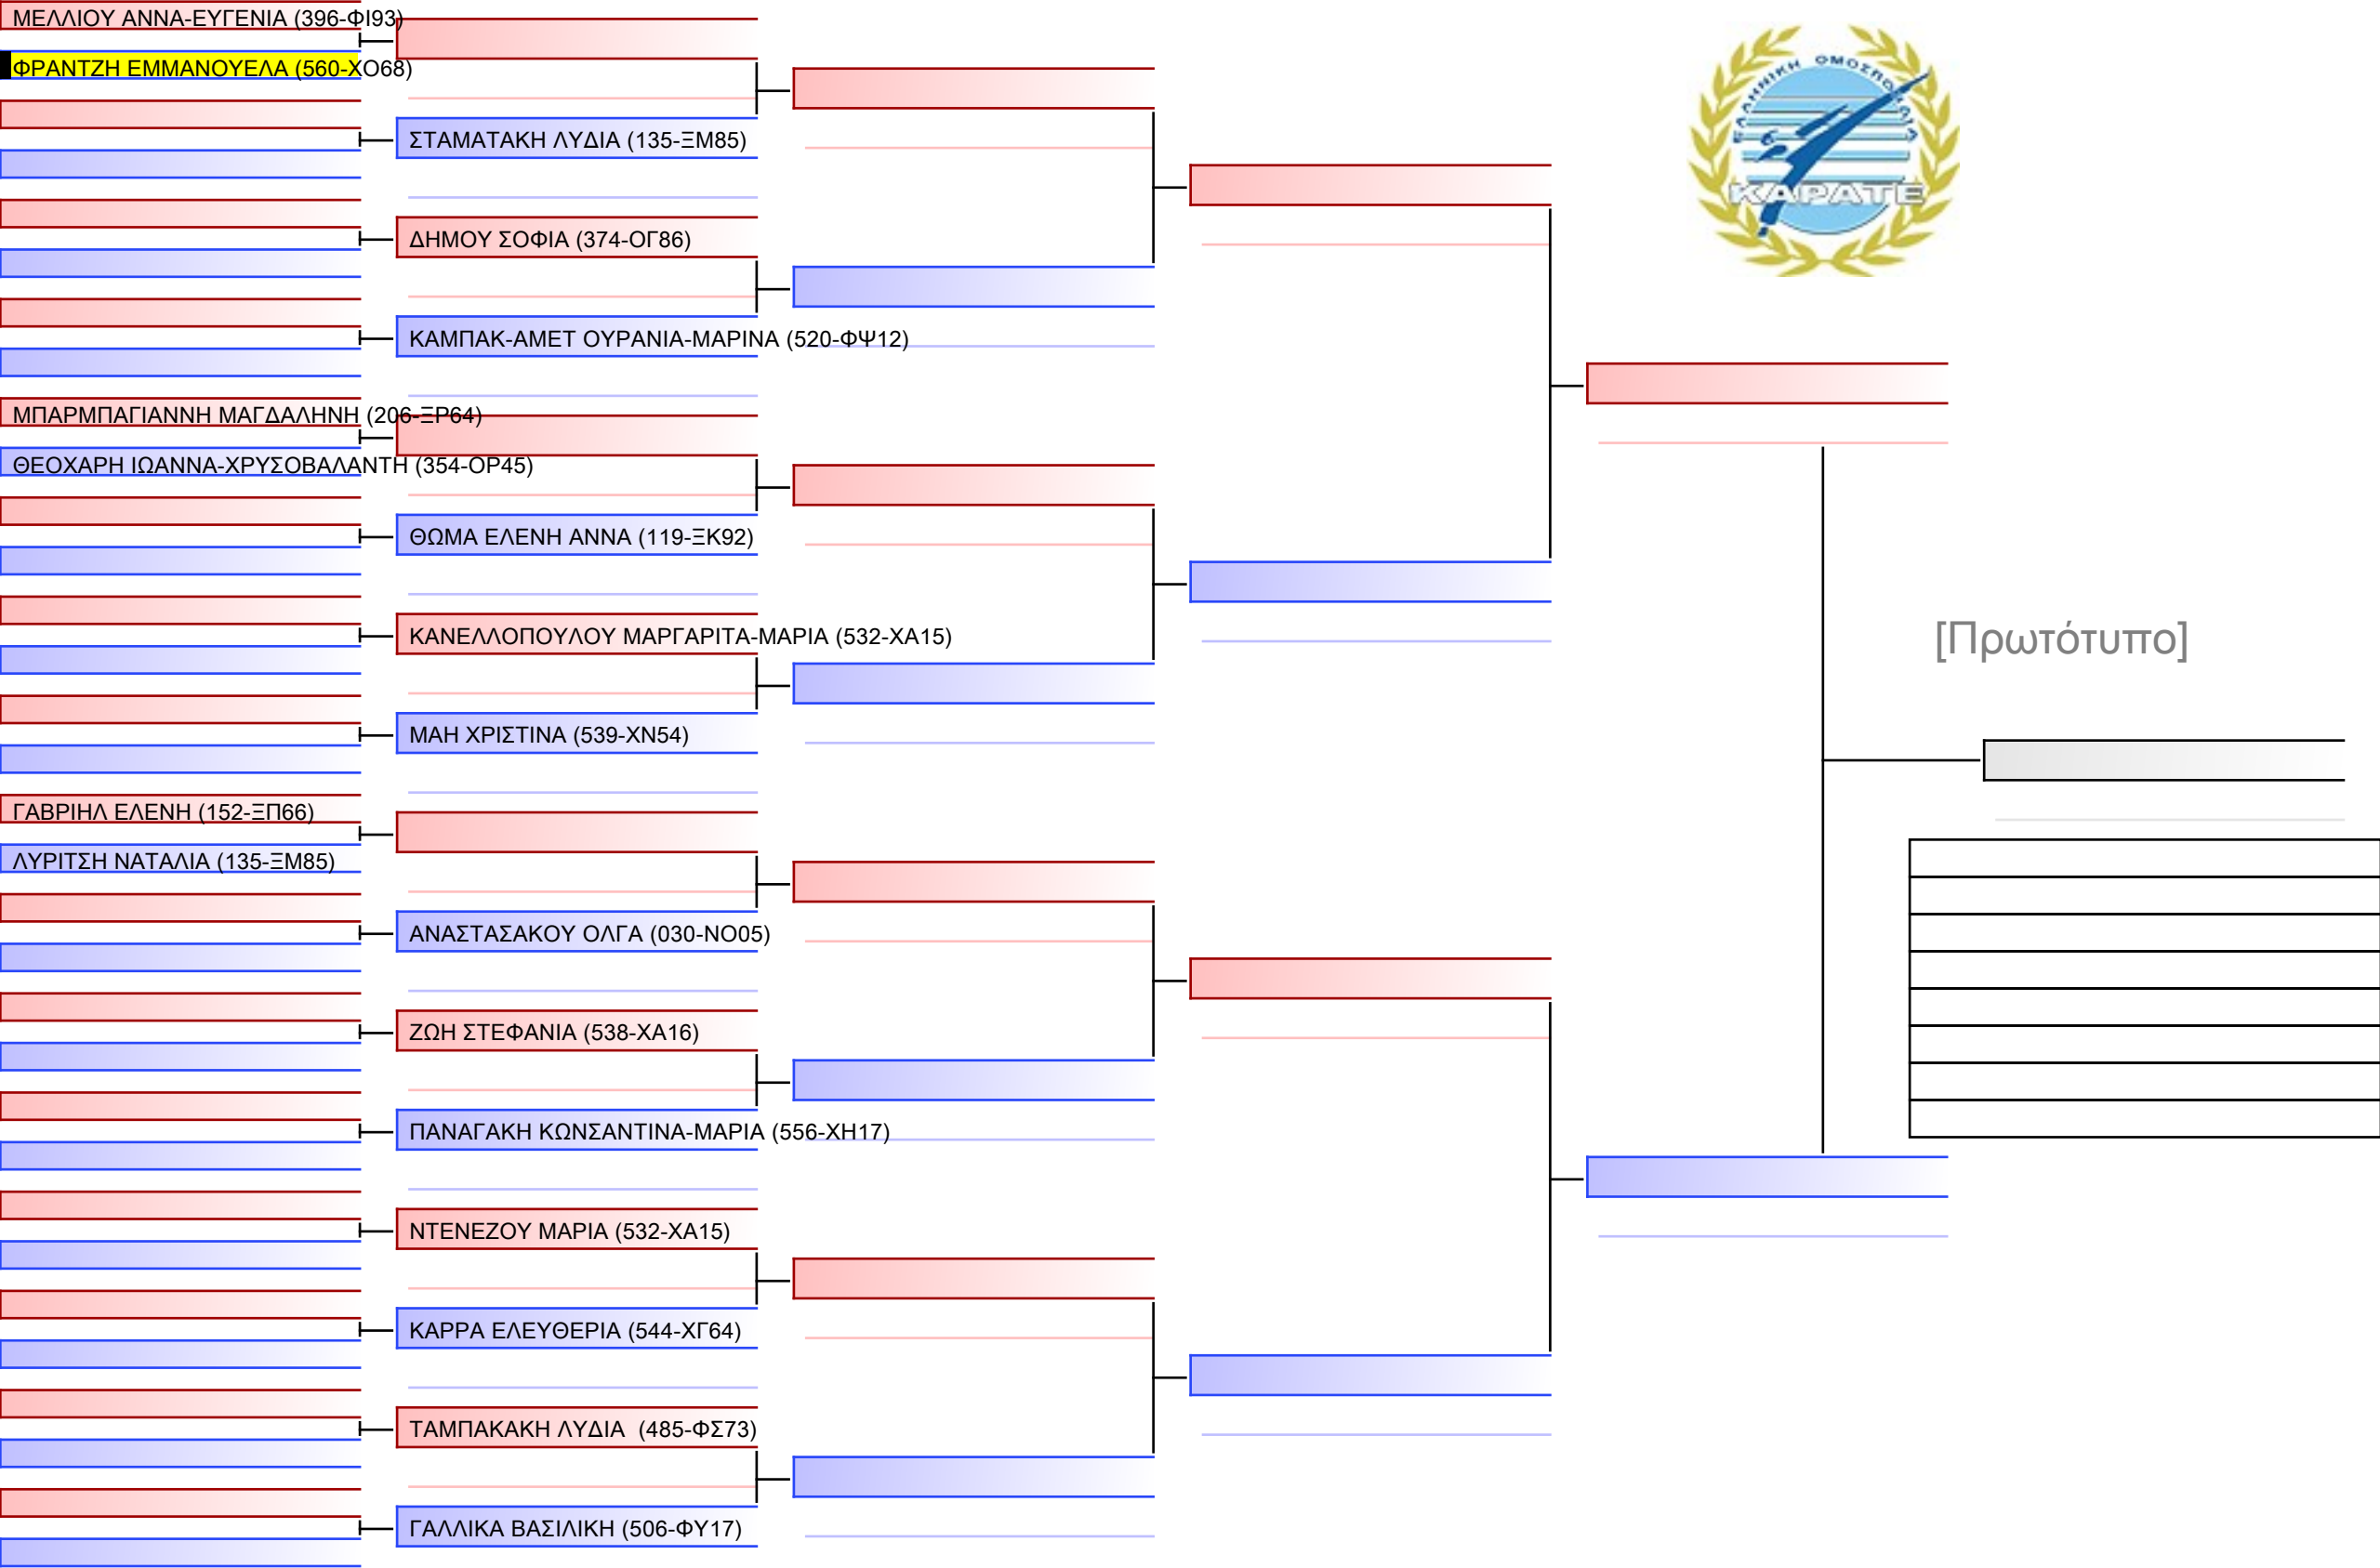 ΜΕΛΛΙΟΥ ΑΝΝΑ-ΕΥΓΕΝΙΑ (396-ΦΙ93)
ΦΡΑΝΤΖΗ ΕΜΜΑΝΟΥΕΛΑ (560-ΧΟ68)
ΣΤΑΜΑΤΑΚΗ ΛΥΔΙΑ (135-ΞΜ85)
ΔΗΜΟΥ ΣΟΦΙΑ (374-ΟΓ86)
ΚΑΜΠΑΚ-ΑΜΕΤ ΟΥΡΑΝΙΑ-ΜΑΡΙΝΑ (520-ΦΨ12)
ΜΠΑΡΜΠΑΓΙΑΝΝΗ ΜΑΓΔΑΛΗΝΗ (206-ΞΡ64)
ΘΕΟΧΑΡΗ ΙΩΑΝΝΑ-ΧΡΥΣΟΒΑΛΑΝΤΗ (354-ΟΡ45)
ΘΩΜΑ ΕΛΕΝΗ ΑΝΝΑ (119-ΞΚ92)
ΚΑΝΕΛΛΟΠΟΥΛΟΥ ΜΑΡΓΑΡΙΤΑ-ΜΑΡΙΑ (532-ΧΑ15)
ΜΑΗ ΧΡΙΣΤΙΝΑ (539-ΧΝ54)
ΓΑΒΡΙΗΛ ΕΛΕΝΗ (152-ΞΠ66)
ΛΥΡΙΤΣΗ ΝΑΤΑΛΙΑ (135-ΞΜ85)
ΑΝΑΣΤΑΣΑΚΟΥ ΟΛΓΑ (030-ΝΟ05)
ΖΩΗ ΣΤΕΦΑΝΙΑ (538-ΧΑ16)
ΠΑΝΑΓΑΚΗ ΚΩΝΣΑΝΤΙΝΑ-ΜΑΡΙΑ (556-ΧΗ17)
ΝΤΕΝΕΖΟΥ ΜΑΡΙΑ (532-ΧΑ15)
ΚΑΡΡΑ ΕΛΕΥΘΕΡΙΑ (544-ΧΓ64)
ΤΑΜΠΑΚΑΚΗ ΛΥΔΙΑ  (485-ΦΣ73)
ΓΑΛΛΙΚΑ ΒΑΣΙΛΙΚΗ (506-ΦΥ17)
ΕΛΛΗΝΙΚΗ ΟΜΟΣΠΟΝΔΙΑ
ΚΑΡΑΤΕ
[Πρωτότυπο]